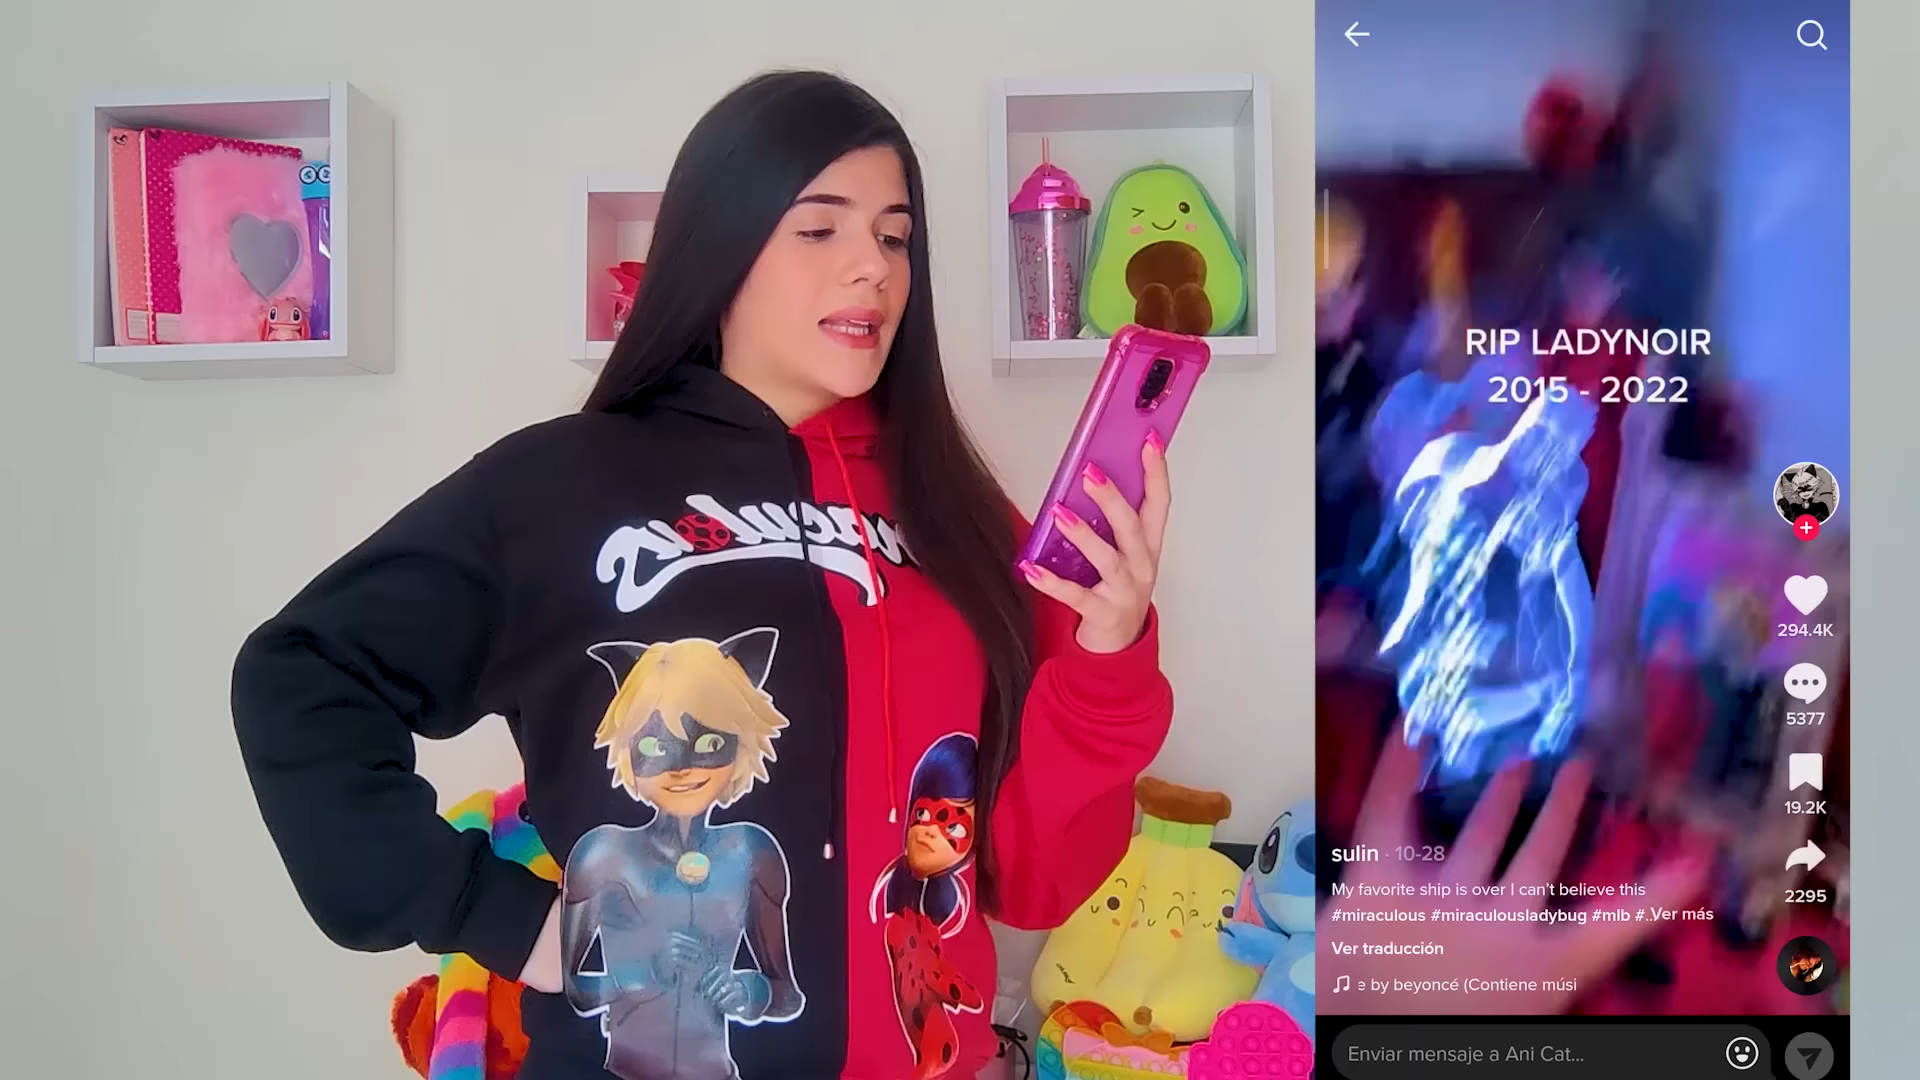 Miraculous
RIP LADYNOIR
2015 - 2022
294.4K
5377
19.2K
2295
sulin · 10-28
My favorite ship is over I can't believe this
#miraculous #miraculousladybug #mlb #...Ver más
Ver traducción
e by beyoncé (Contiene músi
Enviar mensaje a Ani Cat...